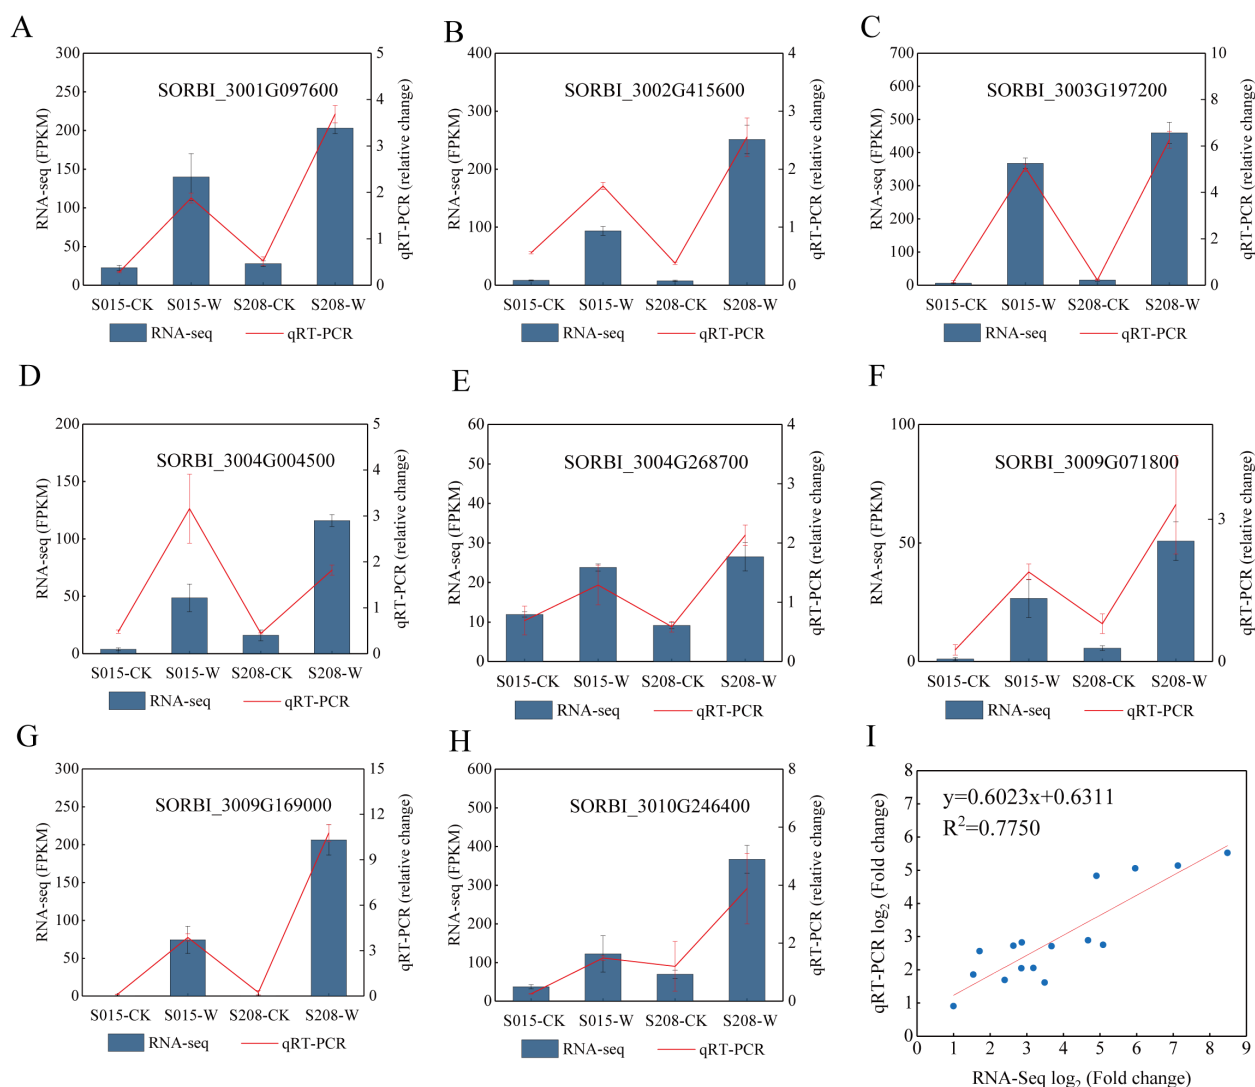 A
SORBI_3001G097600
RNA-seq (FPKM)
300
250
200
150
100
50
0
qRT-PCR (relative change)
5
4
3
2
1
0
S015-CK S015-W S208-CK S208-W
RNA-seq qRT-PCR
B
SORBI_3002G415600
RNA-seq (FPKM)
400
300
200
100
0
qRT-PCR (relative change)
4
3
2
1
0
S015-CK S015-W S208-CK S208-W
RNA-seq qRT-PCR
C
SORBI_3003G197200
RNA-seq (FPKM)
700
600
500
400
300
200
100
0
qRT-PCR (relative change)
10
8
6
4
2
0
S015-CK S015-W S208-CK S208-W
RNA-seq qRT-PCR
D
SORBI_3004G004500
RNA-seq (FPKM)
200
150
100
50
0
qRT-PCR (relative change)
5
4
3
2
1
0
S015-CK S015-W S208-CK S208-W
RNA-seq qRT-PCR
E
SORBI_3004G268700
RNA-seq (FPKM)
60
50
40
30
20
10
0
qRT-PCR (relative change)
4
3
2
1
0
S015-CK S015-W S208-CK S208-W
RNA-seq qRT-PCR
F
SORBI_3009G071800
RNA-seq (FPKM)
100
50
0
qRT-PCR (relative change)
3
0
S015-CK S015-W S208-CK S208-W
RNA-seq qRT-PCR
G
SORBI_3009G169000
RNA-seq (FPKM)
300
250
200
150
100
50
0
qRT-PCR (relative change)
15
12
9
6
3
0
S015-CK S015-W S208-CK S208-W
RNA-seq qRT-PCR
H
SORBI_3010G246400
RNA-seq (FPKM)
600
500
400
300
200
100
0
qRT-PCR (relative change)
8
6
4
2
0
S015-CK S015-W S208-CK S208-W
RNA-seq qRT-PCR
I
y=0.6023x+0.6311
R²=0.7750
qRT-PCR log₂ (Fold change)
8
7
6
5
4
3
2
1
0
0 1 2 3 4 5 6 7 8 9
RNA-Seq log₂ (Fold change)